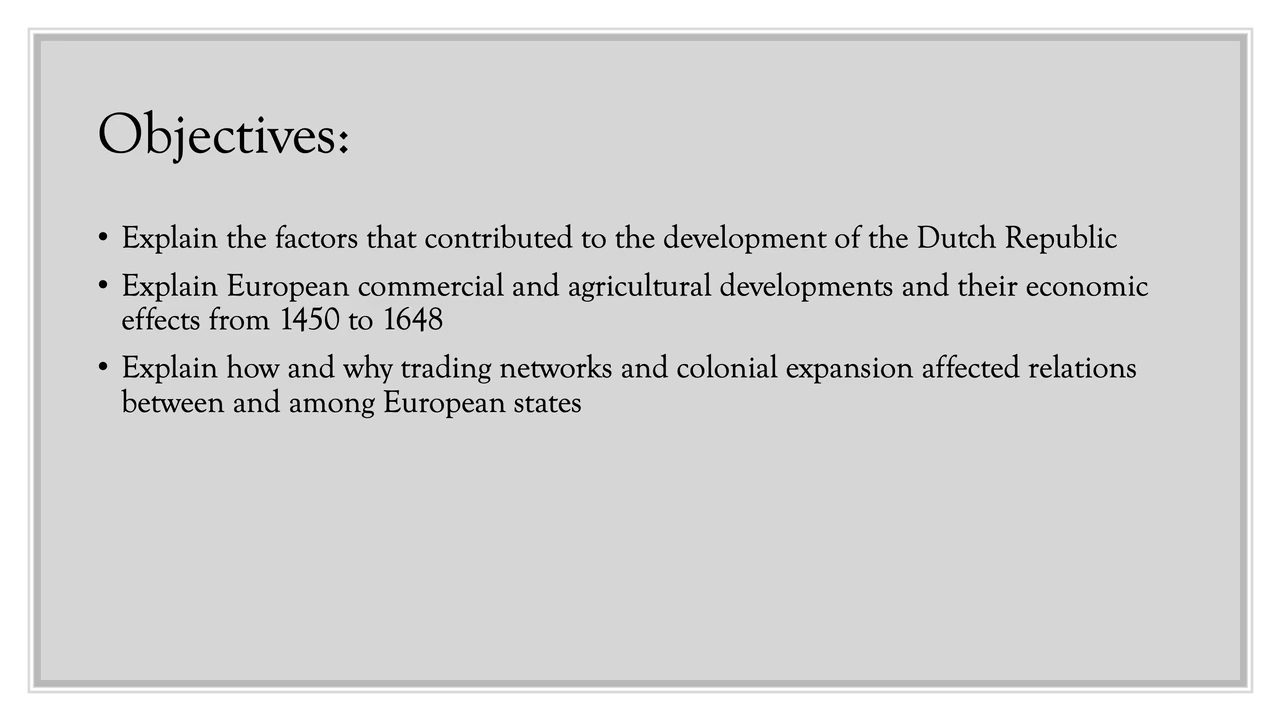 Objectives:
• Explain the factors that contributed to the development of the Dutch Republic
• Explain European commercial and agricultural developments and their economic
effects from 1450 to 1648
• Explain how and why trading networks and colonial expansion affected relations
between and among European states